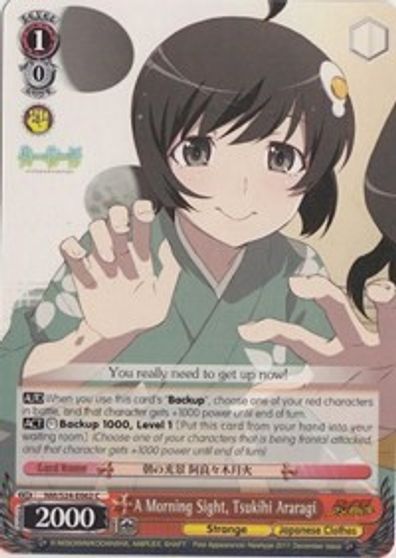 1
0
You really need to get up now!
AUTO When you use this card's "Backup", choose one of your red characters
in battle, and that character gets +1000 power until end of turn.
ACT ① Backup 1000, Level 1 (Put this card from your hand into your
waiting room) (Choose one of your characters that is being
attacked, and that character gets +1000 power until end of turn)
Card Name 朝の光景 阿良々木月火
NM/S24-E062 C
2000
A Morning Sight, Tsukihi Araragi
Strange Japanese Clothes